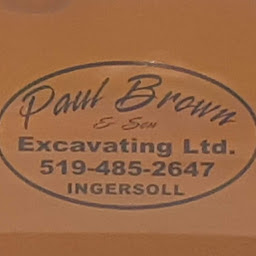 Paul Brown
& Son
Excavating Ltd.
519-485-2647
INGERSOLL